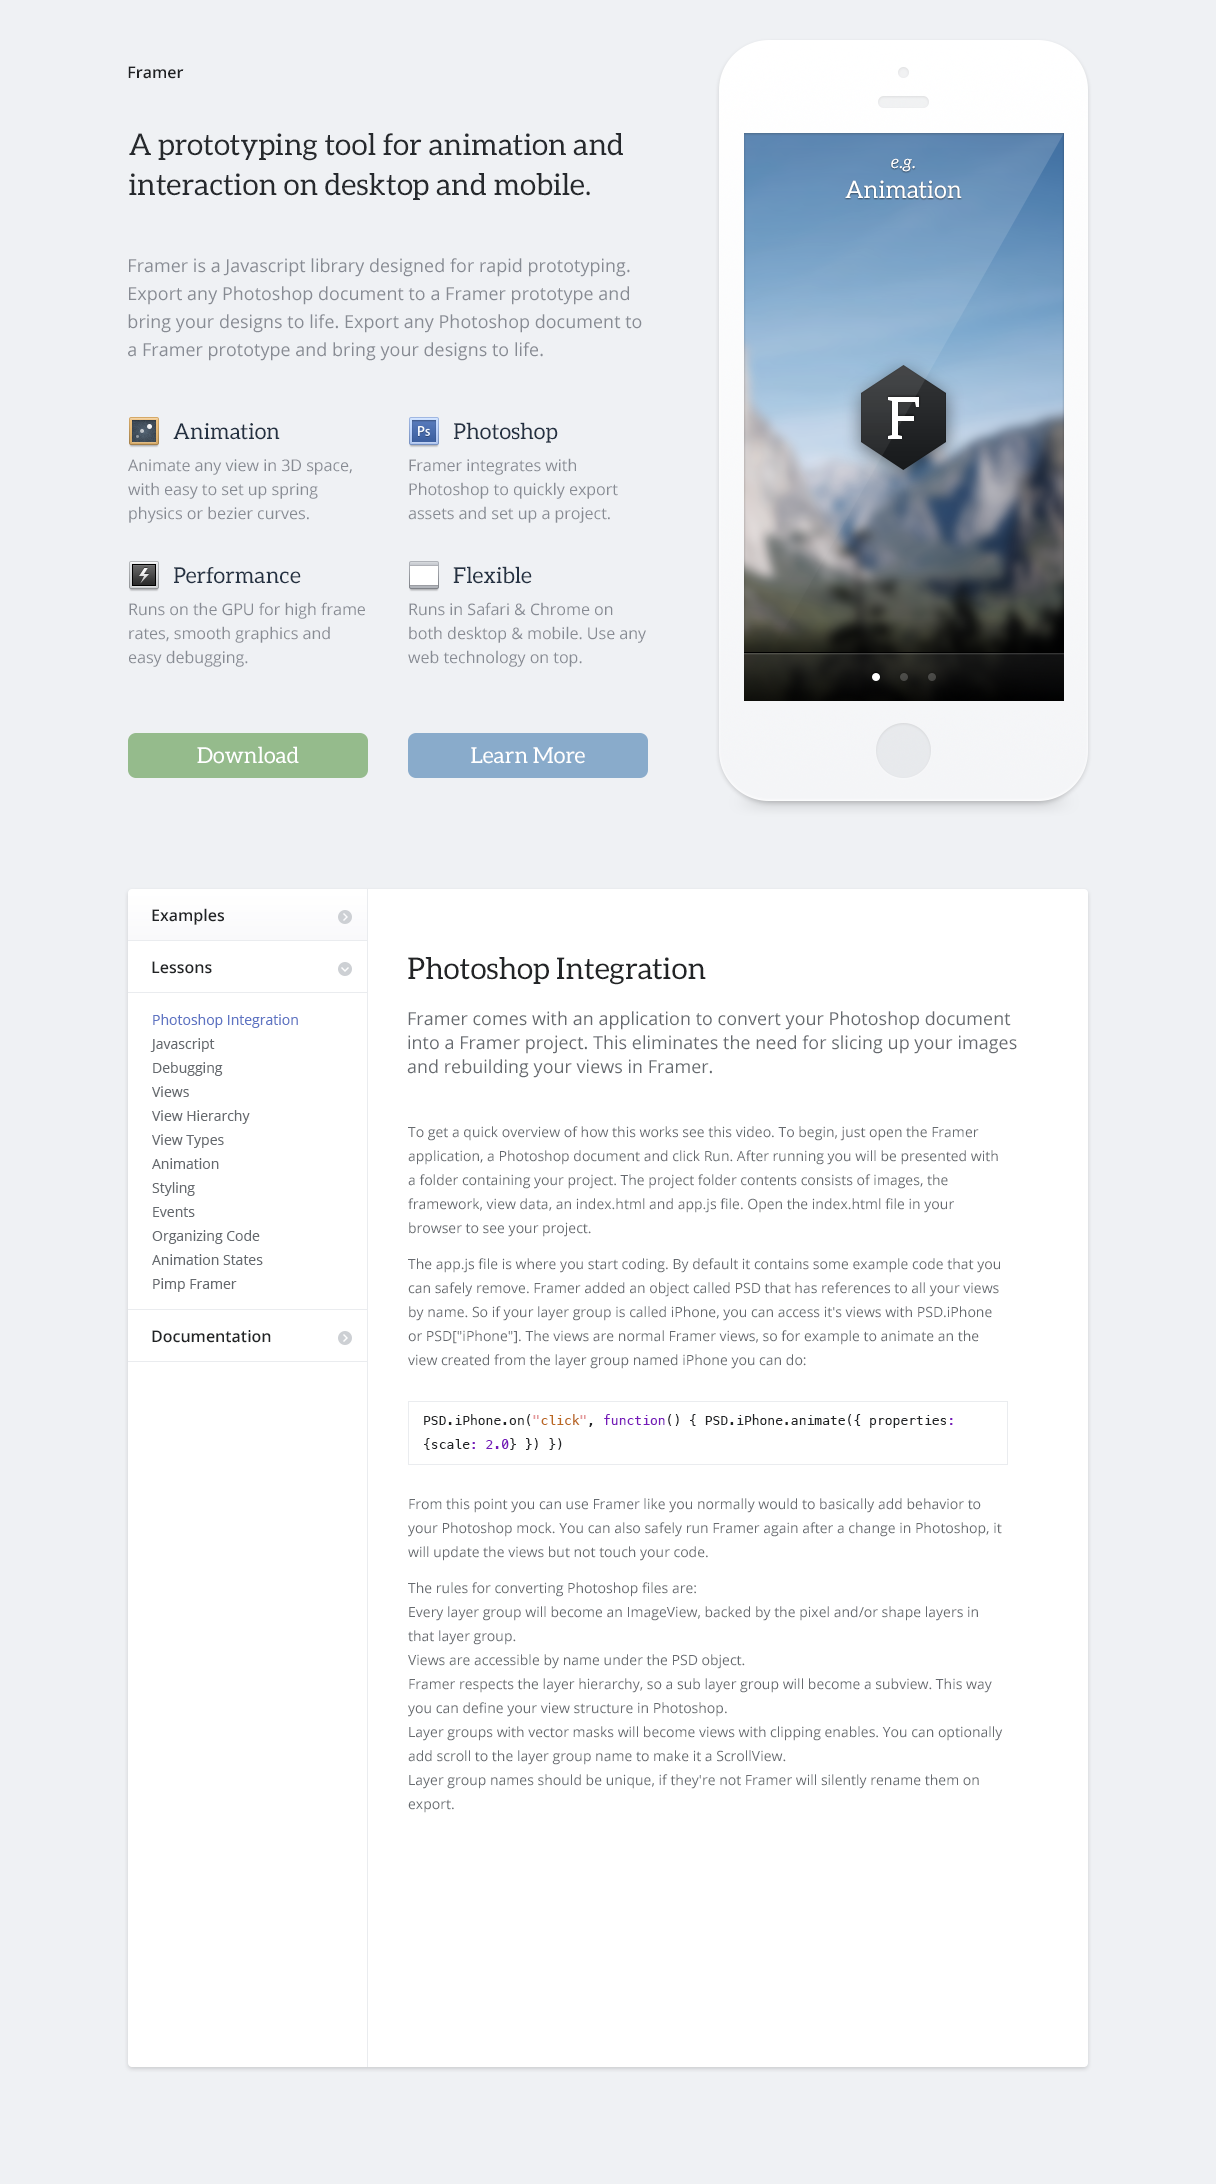 Framer
A prototyping tool for animation and
interaction on desktop and mobile.
Framer is a Javascript library designed for rapid prototyping.
Export any Photoshop document to a Framer prototype and
bring your designs to life. Export any Photoshop document to
a Framer prototype and bring your designs to life.
Animation
Animate any view in 3D space,
with easy to set up spring
physics or bezier curves.
Ps Photoshop
Framer integrates with
Photoshop to quickly export
assets and set up a project.
Performance
Runs on the GPU for high frame
rates, smooth graphics and
easy debugging.
Flexible
Runs in Safari & Chrome on
both desktop & mobile. Use any
web technology on top.
Download
Learn More
e.g.
Animation
F
Examples
Lessons
Photoshop Integration
Javascript
Debugging
Views
View Hierarchy
View Types
Animation
Styling
Events
Organizing Code
Animation States
Pimp Framer
Documentation
Photoshop Integration
Framer comes with an application to convert your Photoshop document
into a Framer project. This eliminates the need for slicing up your images
and rebuilding your views in Framer.
To get a quick overview of how this works see this video. To begin, just open the Framer
application, a Photoshop document and click Run. After running you will be presented with
a folder containing your project. The project folder contents consists of images, the
framework, view data, an index.html and app.js file. Open the index.html file in your
browser to see your project.
The app.js file is where you start coding. By default it contains some example code that you
can safely remove. Framer added an object called PSD that has references to all your views
by name. So if your layer group is called iPhone, you can access it's views with PSD.iPhone
or PSD["iPhone"]. The views are normal Framer views, so for example to animate an the
view created from the layer group named iPhone you can do:
PSD.iPhone.on("click", function() { PSD.iPhone.animate({ properties:
{scale: 2.0} }) })
From this point you can use Framer like you normally would to basically add behavior to
your Photoshop mock. You can also safely run Framer again after a change in Photoshop, it
will update the views but not touch your code.
The rules for converting Photoshop files are:
Every layer group will become an ImageView, backed by the pixel and/or shape layers in
that layer group.
Views are accessible by name under the PSD object.
Framer respects the layer hierarchy, so a sub layer group will become a subview. This way
you can define your view structure in Photoshop.
Layer groups with vector masks will become views with clipping enables. You can optionally
add scroll to the layer group name to make it a ScrollView.
Layer group names should be unique, if they're not Framer will silently rename them on
export.